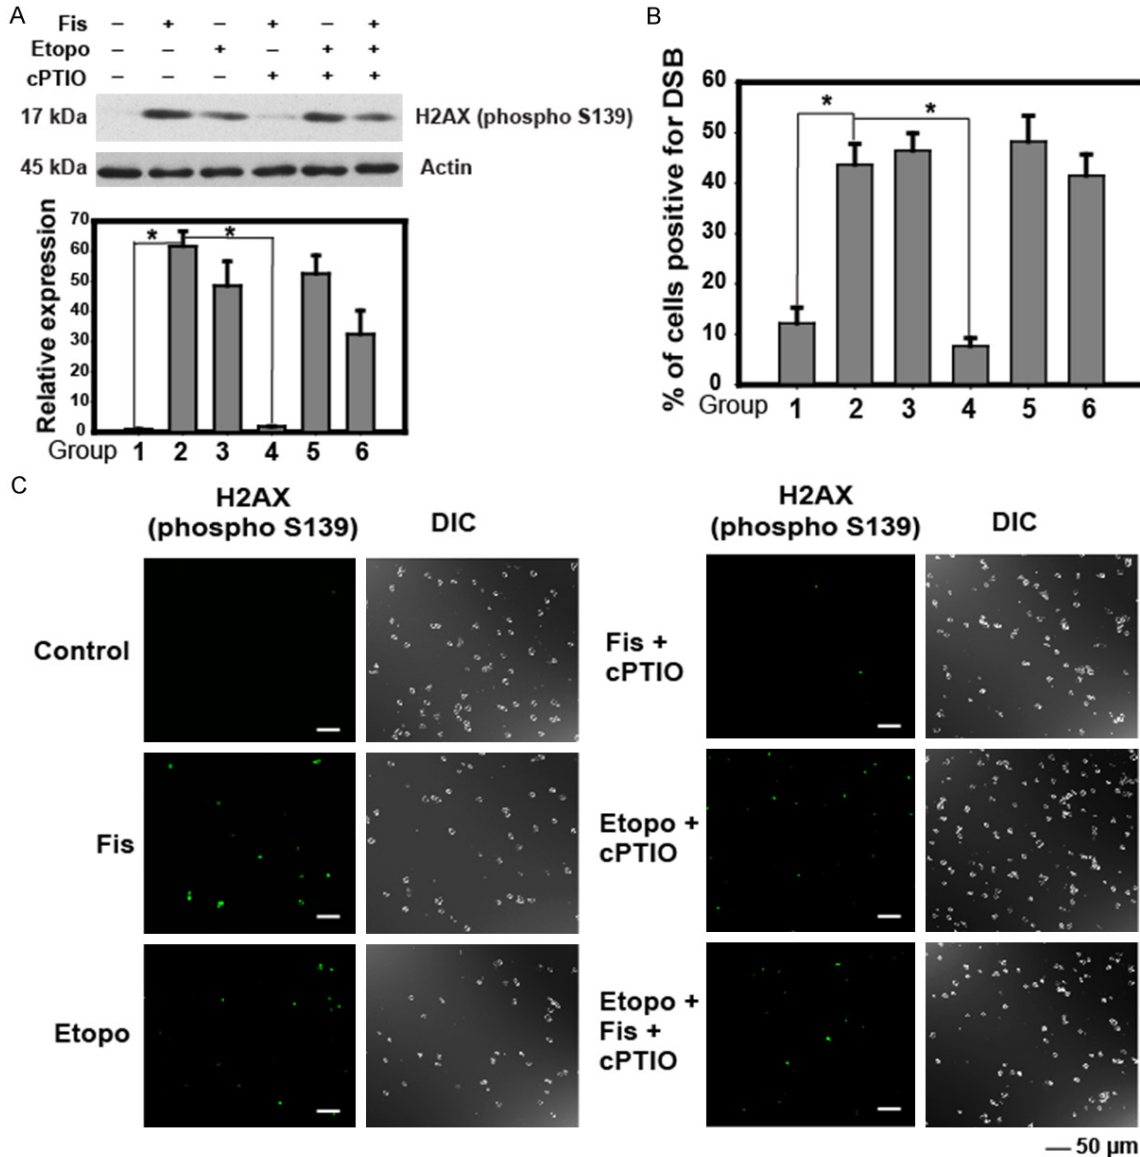 A
Fis – + – + – +
Etopo – – + – + +
cPTIO – – – + + +
17 kDa H2AX (phospho S139)
45 kDa Actin
Relative expression
70
60
50
40
30
20
10
0
* *
Group 1 2 3 4 5 6
B
% of cells positive for DSB
60
50
40
30
20
10
0
* *
Group 1 2 3 4 5 6
C
H2AX
(phospho S139)
DIC
H2AX
(phospho S139)
DIC
Control
Fis
Etopo
Fis +
cPTIO
Etopo +
cPTIO
Etopo +
Fis +
cPTIO
50 µm